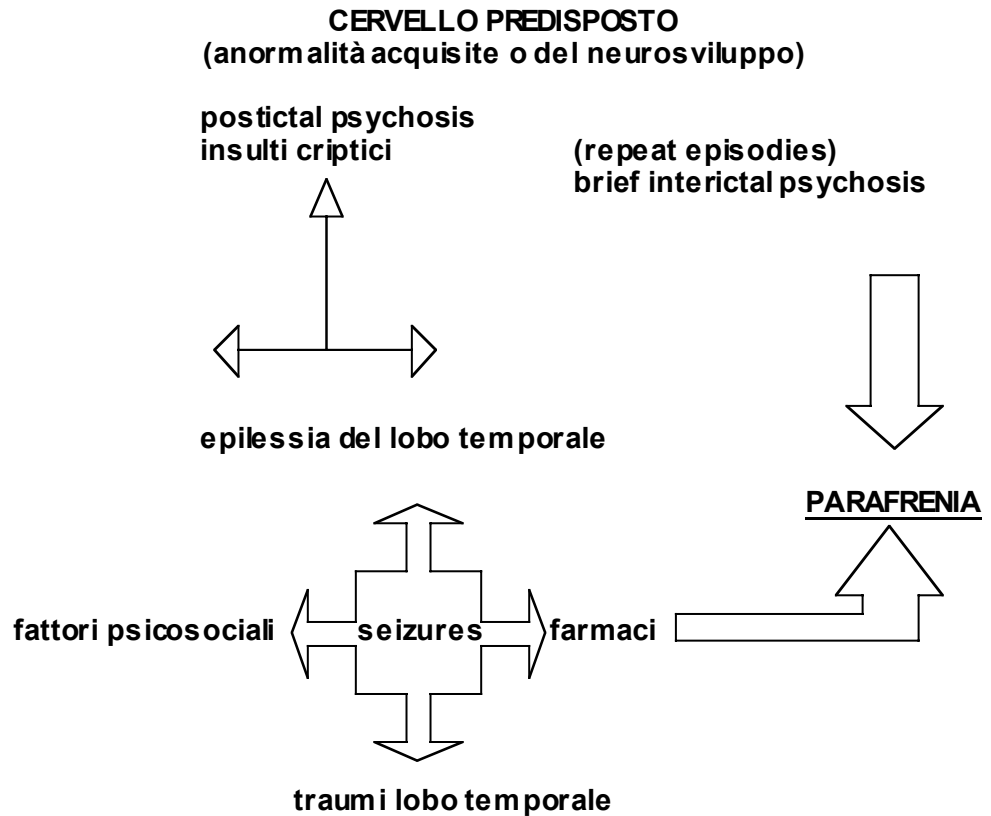 CERVELLO PREDISPOSTO
(anormalità acquisite o del neurosviluppo)
postictal psychosis
insulti criptici
(repeat episodies)
brief interictal psychosis
epilessia del lobo temporale
PARAFRENIA
fattori psicosociali
seizures
farmaci
traumi lobo temporale